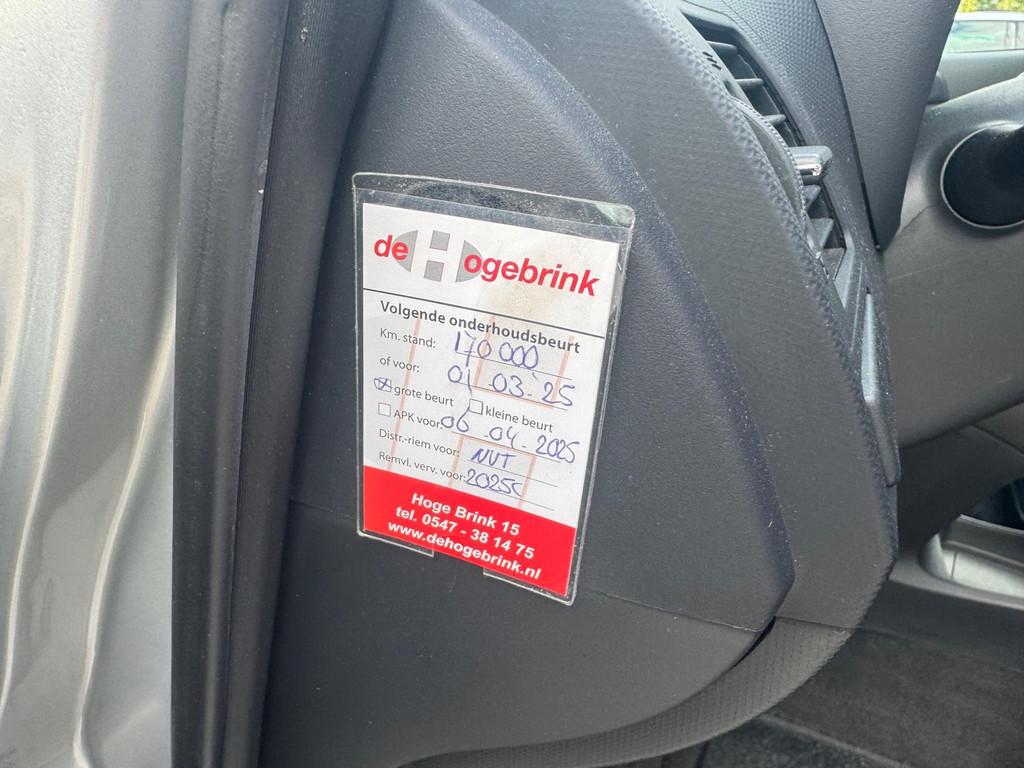 de Hogebrink
Volgende onderhoudsbeurt
Km. stand: 170 000
of voor: 01 - 03 - '25
grote beurt kleine beurt
APK voor: 06 - 04 - 2025
Distr.-riem voor: NVT
Remvl. verv. voor: 2025
Hoge Brink 15
tel. 0547 - 38 14 75
www.dehogebrink.nl